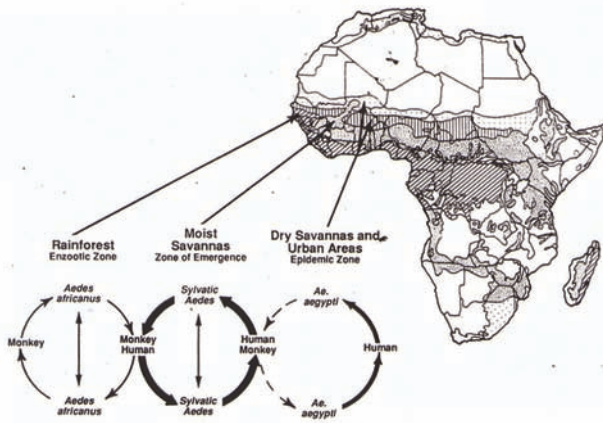 Rainforest
Enzootic Zone
Moist
Savannas
Zone of Emergence
Dry Savannas and
Urban Areas
Epidemic Zone
Aedes
africanus
Monkey
Aedes
africanus
Monkey
Human
Sylvatic
Aedes
Sylvatic
Aedes
Human
Monkey
Ae.
aegypti
Ae.
aegypti
Human